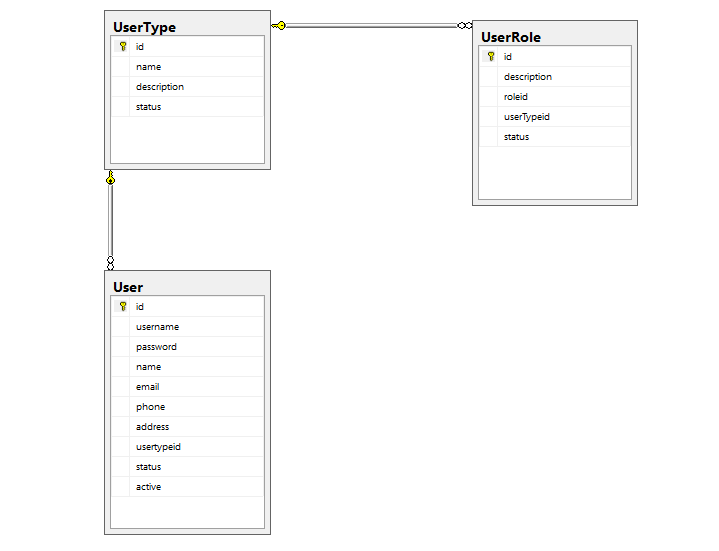 UserType
id
name
description
status
UserRole
id
description
roleid
userTypeid
status
User
id
username
password
name
email
phone
address
usertypeid
status
active